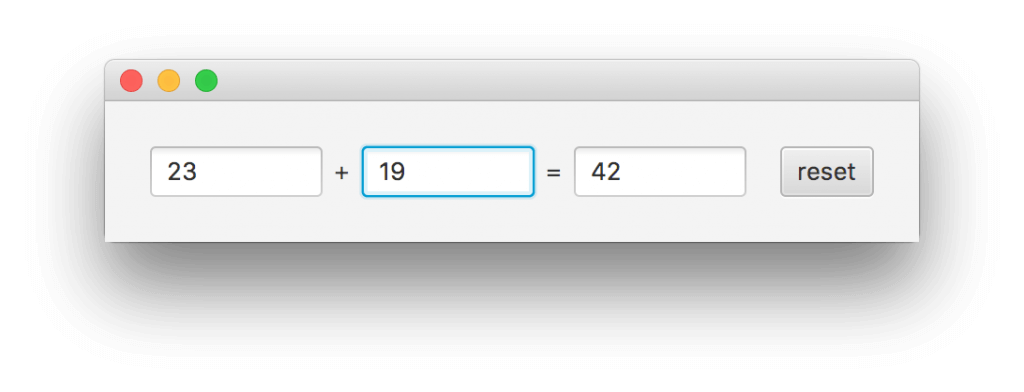 23 + 19 = 42 reset